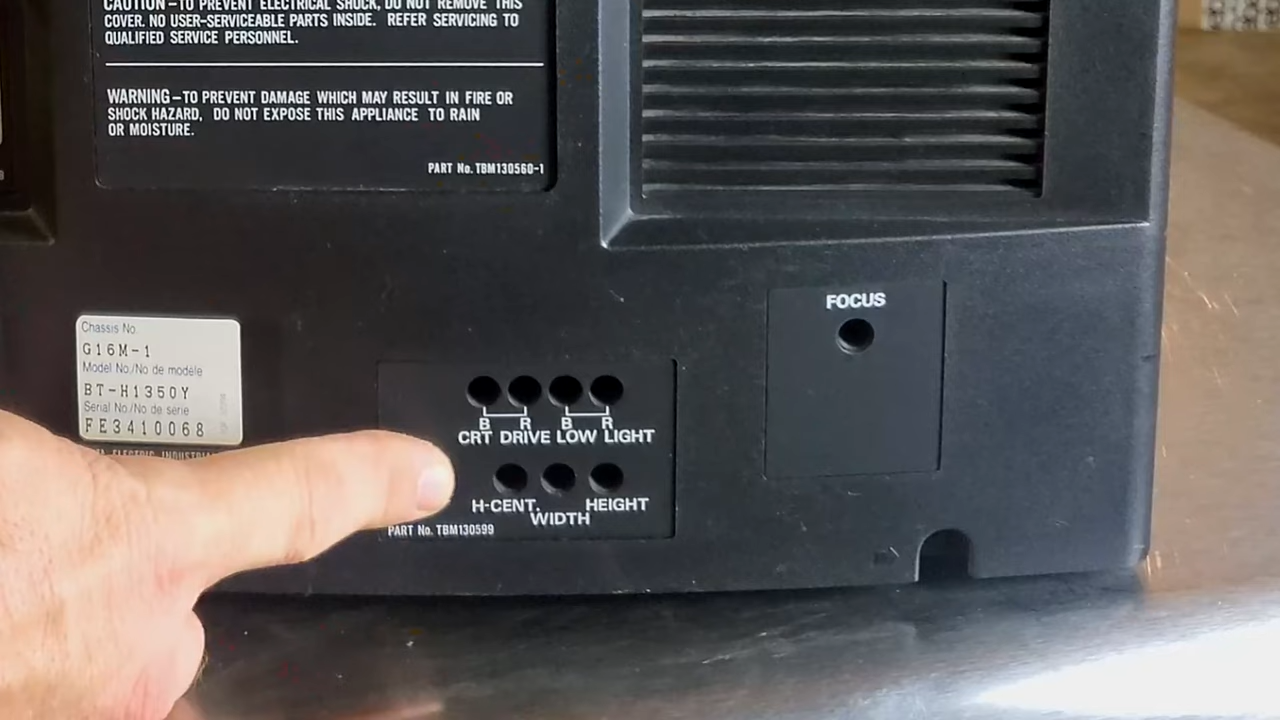 CAUTION-TO PREVENT ELECTRICAL SHOCK, DO NOT REMOVE THIS
COVER. NO USER-SERVICEABLE PARTS INSIDE. REFER SERVICING TO
QUALIFIED SERVICE PERSONNEL.
WARNING-TO PREVENT DAMAGE WHICH MAY RESULT IN FIRE OR
SHOCK HAZARD, DO NOT EXPOSE THIS APPLIANCE TO RAIN
OR MOISTURE.
PART No. TBM130560-1
FOCUS
Chassis No.
G16M-1
Model No./No de modèle
BT-H1350Y
Serial No./No de série
FE3410068
ELECTRIC INDUSTRIAL
B R B R
CRT DRIVE LOW LIGHT
H-CENT. HEIGHT
WIDTH
PART No. TBM130599